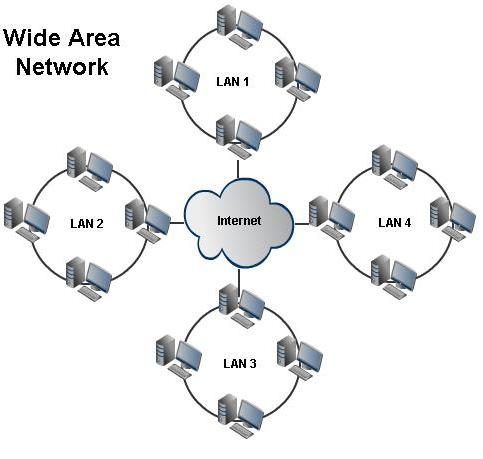 Wide Area
Network
LAN 1
LAN 2
Internet
LAN 4
LAN 3